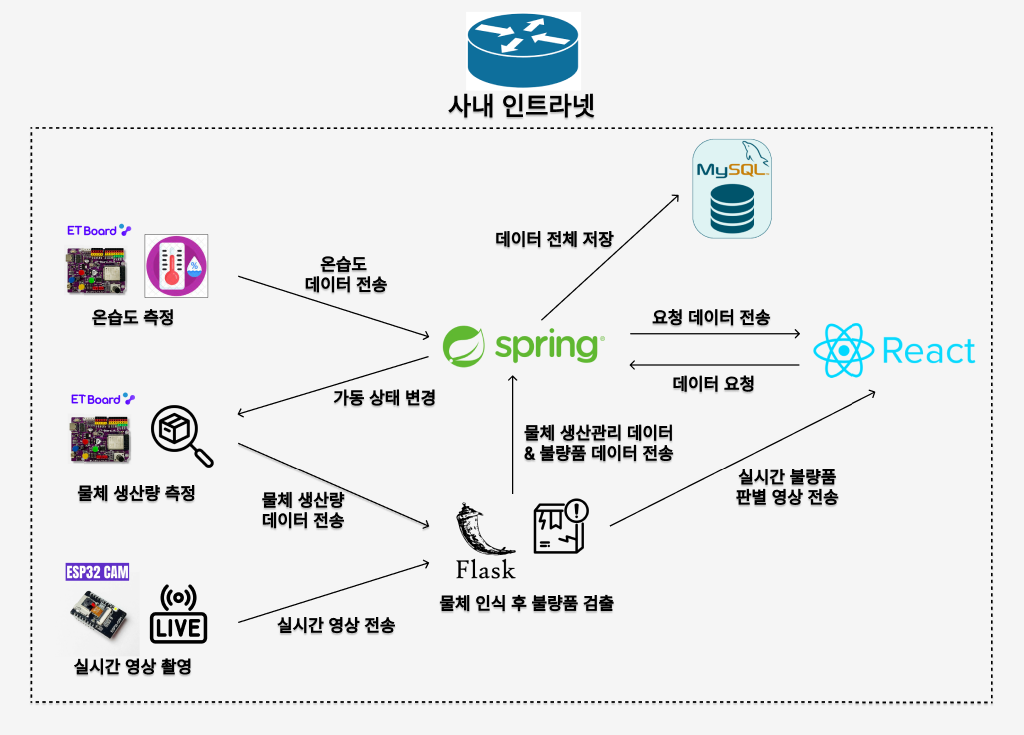 사내 인트라넷
MySQL
데이터 전체 저장
ET Board
%
온습도 측정
온습도
데이터 전송
spring
요청 데이터 전송
React
데이터 요청
가동 상태 변경
ET Board
물체 생산량 측정
물체 생산관리 데이터
& 불량품 데이터 전송
물체 생산량
데이터 전송
실시간 불량품
판별 영상 전송
Flask
물체 인식 후 불량품 검출
ESP32 CAM
LIVE
실시간 영상 촬영
실시간 영상 전송